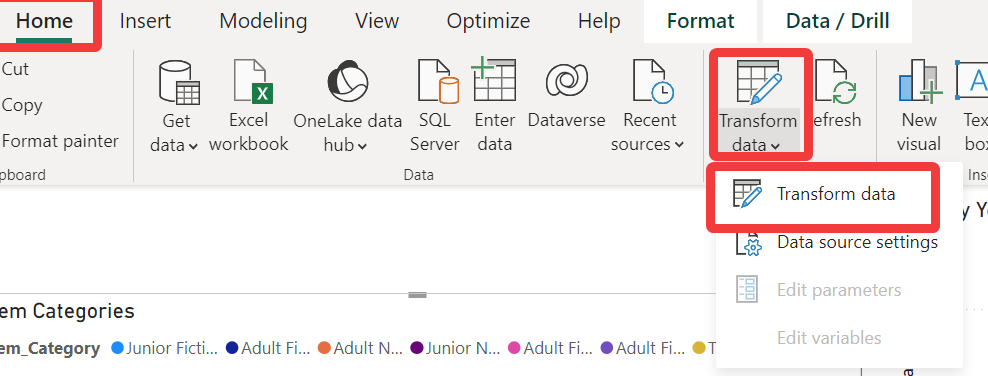 Home Insert Modeling View Optimize Help Format Data / Drill
Cut
Copy
Format painter
Get data
Excel workbook
OneLake data hub
SQL Server
Enter data
Dataverse
Recent sources
Transform data
efresh
New visual
Tex
box
pboard
Data
Inse
Transform data
Data source settings
Edit parameters
Edit variables
y Y
em Categories
em_Category Junior Ficti... Adult Fi... Adult N... Junior N... Adult Fi... Adult Fi... T